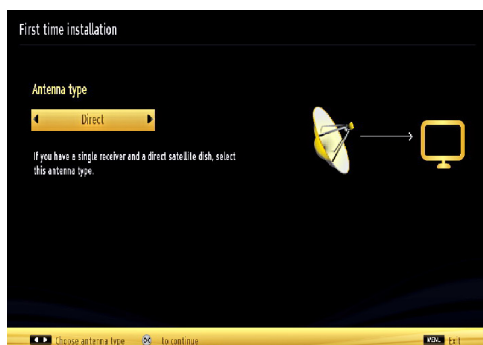 First time installation
Antenna type
Direct
If you have a single receiver and a direct satellite dish, select
this antenna type.
Choose antenna type OK to continue MENU Exit